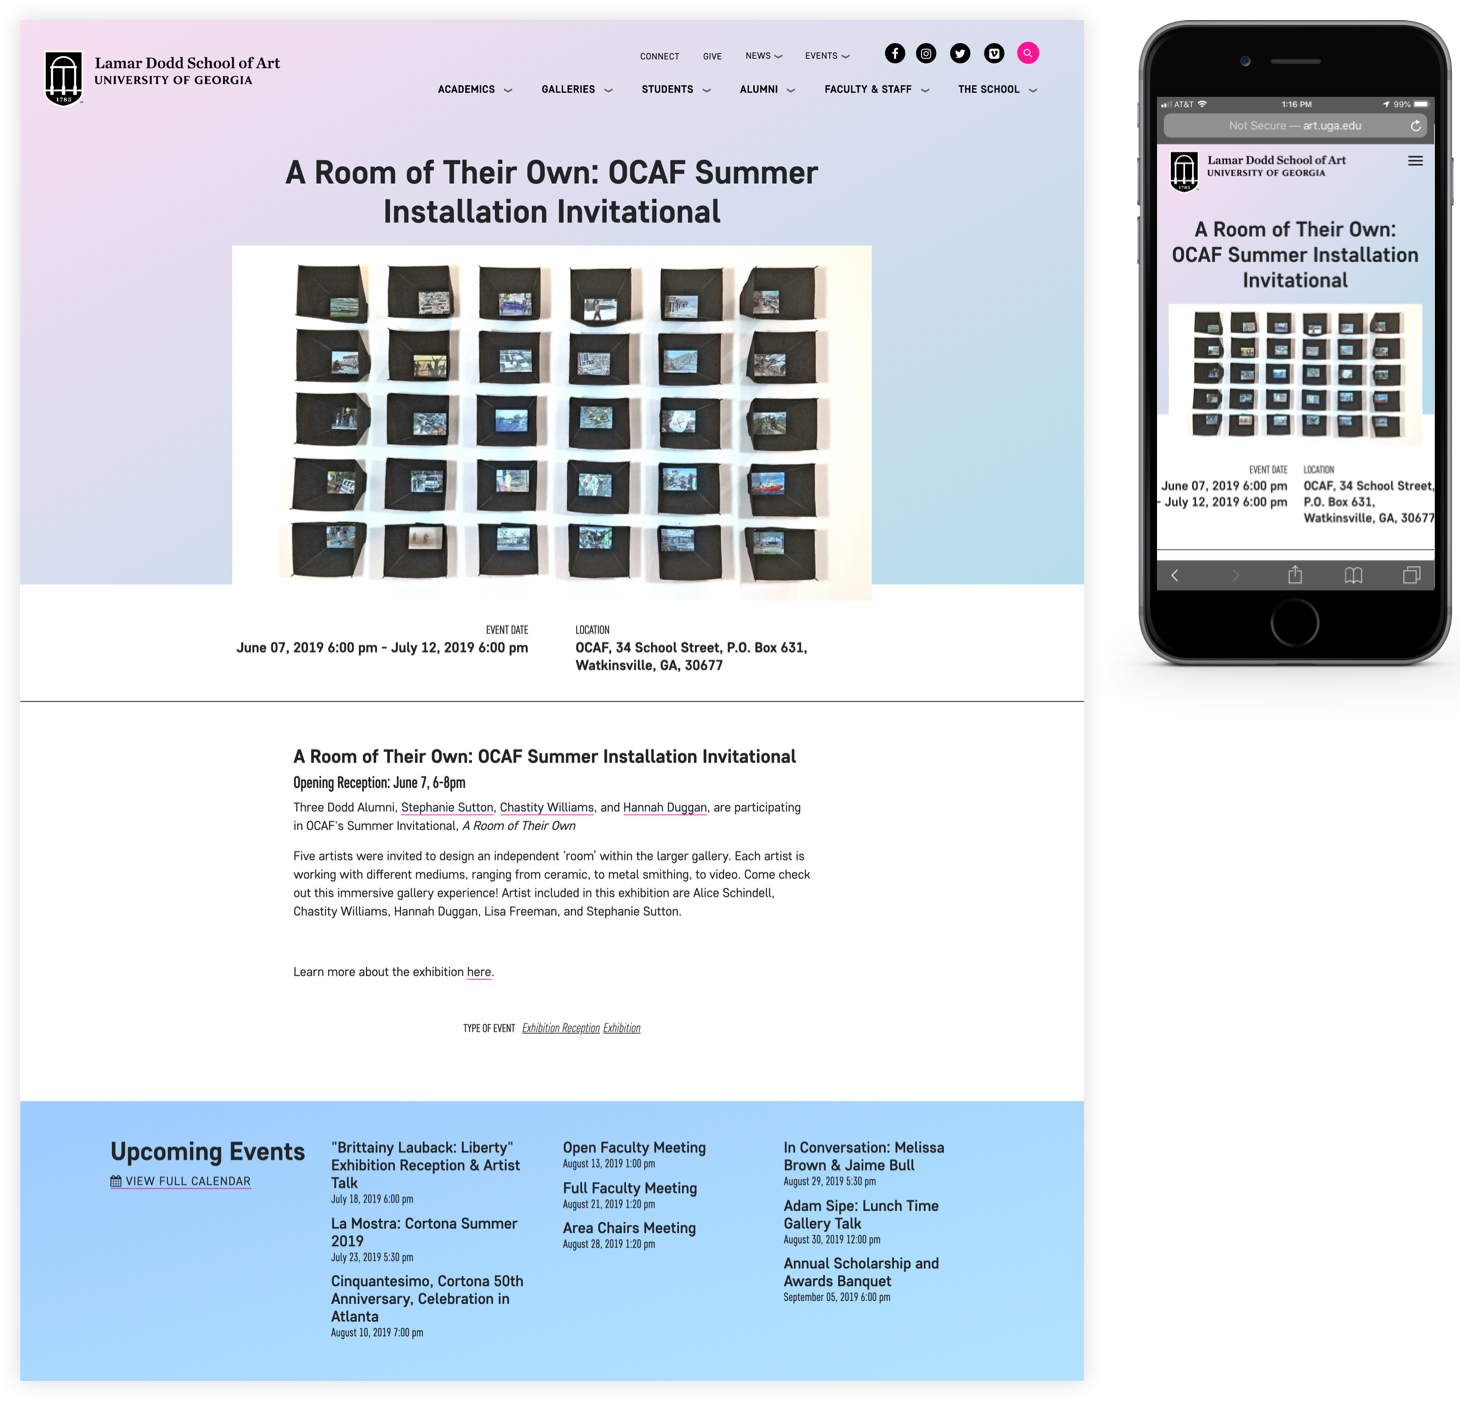 Lamar Dodd School of Art
UNIVERSITY OF GEORGIA
1785
CONNECT GIVE NEWS EVENTS
ACADEMICS GALLERIES STUDENTS ALUMNI FACULTY & STAFF THE SCHOOL
A Room of Their Own: OCAF Summer
Installation Invitational
EVENT DATE
June 07, 2019 6:00 pm - July 12, 2019 6:00 pm
LOCATION
OCAF, 34 School Street, P.O. Box 631,
Watkinsville, GA, 30677
A Room of Their Own: OCAF Summer Installation Invitational
Opening Reception: June 7, 6-8pm
Three Dodd Alumni, Stephanie Sutton, Chastity Williams, and Hannah Duggan, are participating
in OCAF's Summer Invitational, A Room of Their Own
Five artists were invited to design an independent 'room' within the larger gallery. Each artist is
working with different mediums, ranging from ceramic, to metal smithing, to video. Come check
out this immersive gallery experience! Artist included in this exhibition are Alice Schindell,
Chastity Williams, Hannah Duggan, Lisa Freeman, and Stephanie Sutton.
Learn more about the exhibition here.
TYPE OF EVENT Exhibition Reception Exhibition
Upcoming Events
VIEW FULL CALENDAR
"Brittainy Lauback: Liberty"
Exhibition Reception & Artist
Talk
July 18, 2019 6:00 pm
La Mostra: Cortona Summer
2019
July 23, 2019 5:30 pm
Cinquantesimo, Cortona 50th
Anniversary, Celebration in
Atlanta
August 10, 2019 7:00 pm
Open Faculty Meeting
August 13, 2019 1:00 pm
Full Faculty Meeting
August 21, 2019 1:20 pm
Area Chairs Meeting
August 28, 2019 1:20 pm
In Conversation: Melissa
Brown & Jaime Bull
August 29, 2019 5:30 pm
Adam Sipe: Lunch Time
Gallery Talk
August 30, 2019 12:00 pm
Annual Scholarship and
Awards Banquet
September 05, 2019 6:00 pm
AT&T 1:16 PM 99%
Not Secure — art.uga.edu
Lamar Dodd School of Art
UNIVERSITY OF GEORGIA
1785
A Room of Their Own:
OCAF Summer Installation
Invitational
EVENT DATE
June 07, 2019 6:00 pm
- July 12, 2019 6:00 pm
LOCATION
OCAF, 34 School Street,
P.O. Box 631,
Watkinsville, GA, 30677